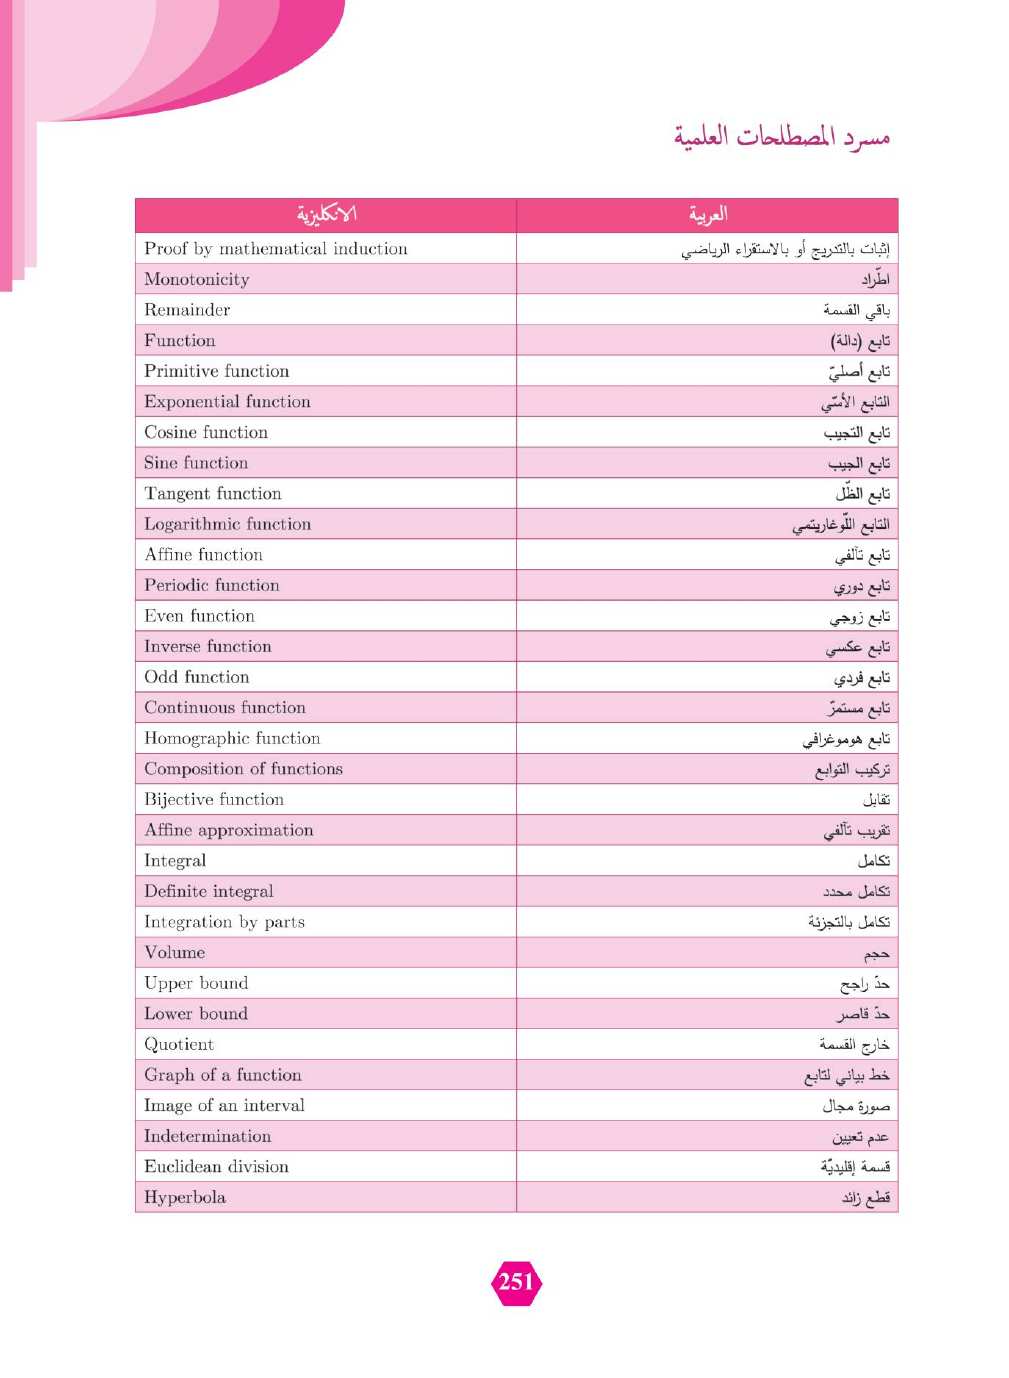 مسرد المصطلحات العلمية
العربية الانكليزية
إثبات بالتدريج أو بالاستقراء الرياضي Proof by mathematical induction
اطّراد Monotonicity
باقي القسمة Remainder
تابع (دالة) Function
تابع أصليّ Primitive function
التابع الأسّي Exponential function
تابع التجيب Cosine function
تابع الجيب Sine function
تابع الظّل Tangent function
التابع اللّوغاريتمي Logarithmic function
تابع تآلفي Affine function
تابع دوري Periodic function
تابع زوجي Even function
تابع عكسي Inverse function
تابع فردي Odd function
تابع مستمرّ Continuous function
تابع هوموغرافي Homographic function
تركيب التوابع Composition of functions
تقابل Bijective function
تقريب تآلفي Affine approximation
تكامل Integral
تكامل محدد Definite integral
تكامل بالتجزئة Integration by parts
حجم Volume
حدّ راجح Upper bound
حدّ قاصر Lower bound
خارج القسمة Quotient
خط بياني لتابع Graph of a function
صورة مجال Image of an interval
عدم تعيين Indetermination
قسمة إقليديّة Euclidean division
قطع زائد Hyperbola
251